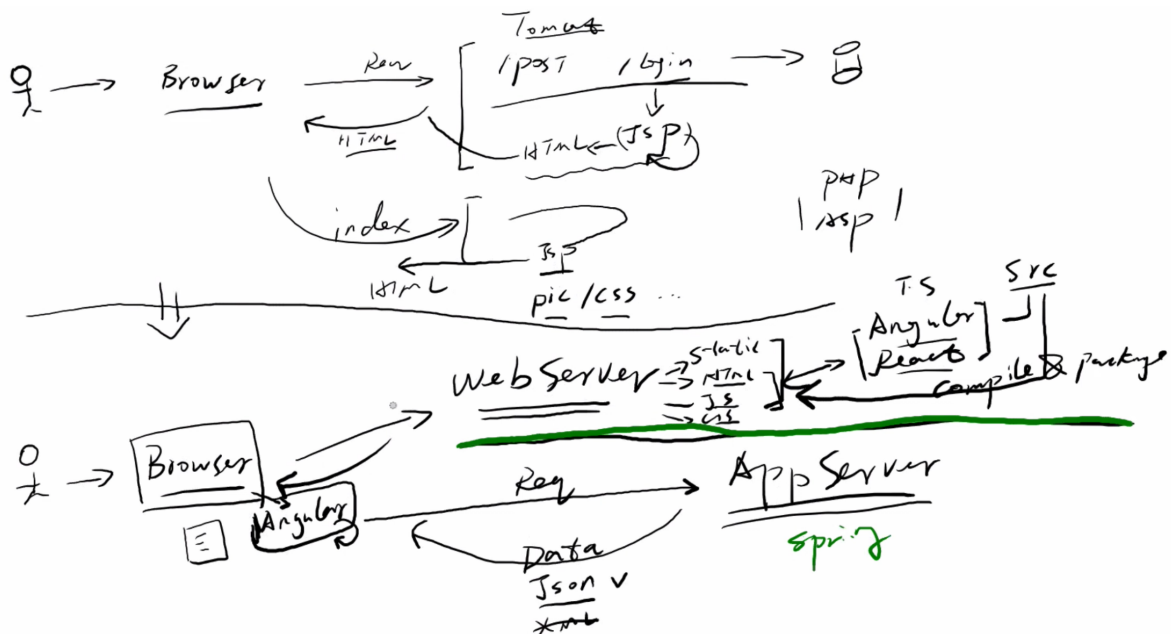 Tomcat
/post /login
Browser Req
HTML HTML ← (JSP)
PHP
ASP
index
JSP
HTML
pic/css ...
Src
TS
Angular
React
Static
WebServer HTML
JS
CSS
compile & package
Browser
Angular
Req
AppServer
Spring
Data
Json v
XML